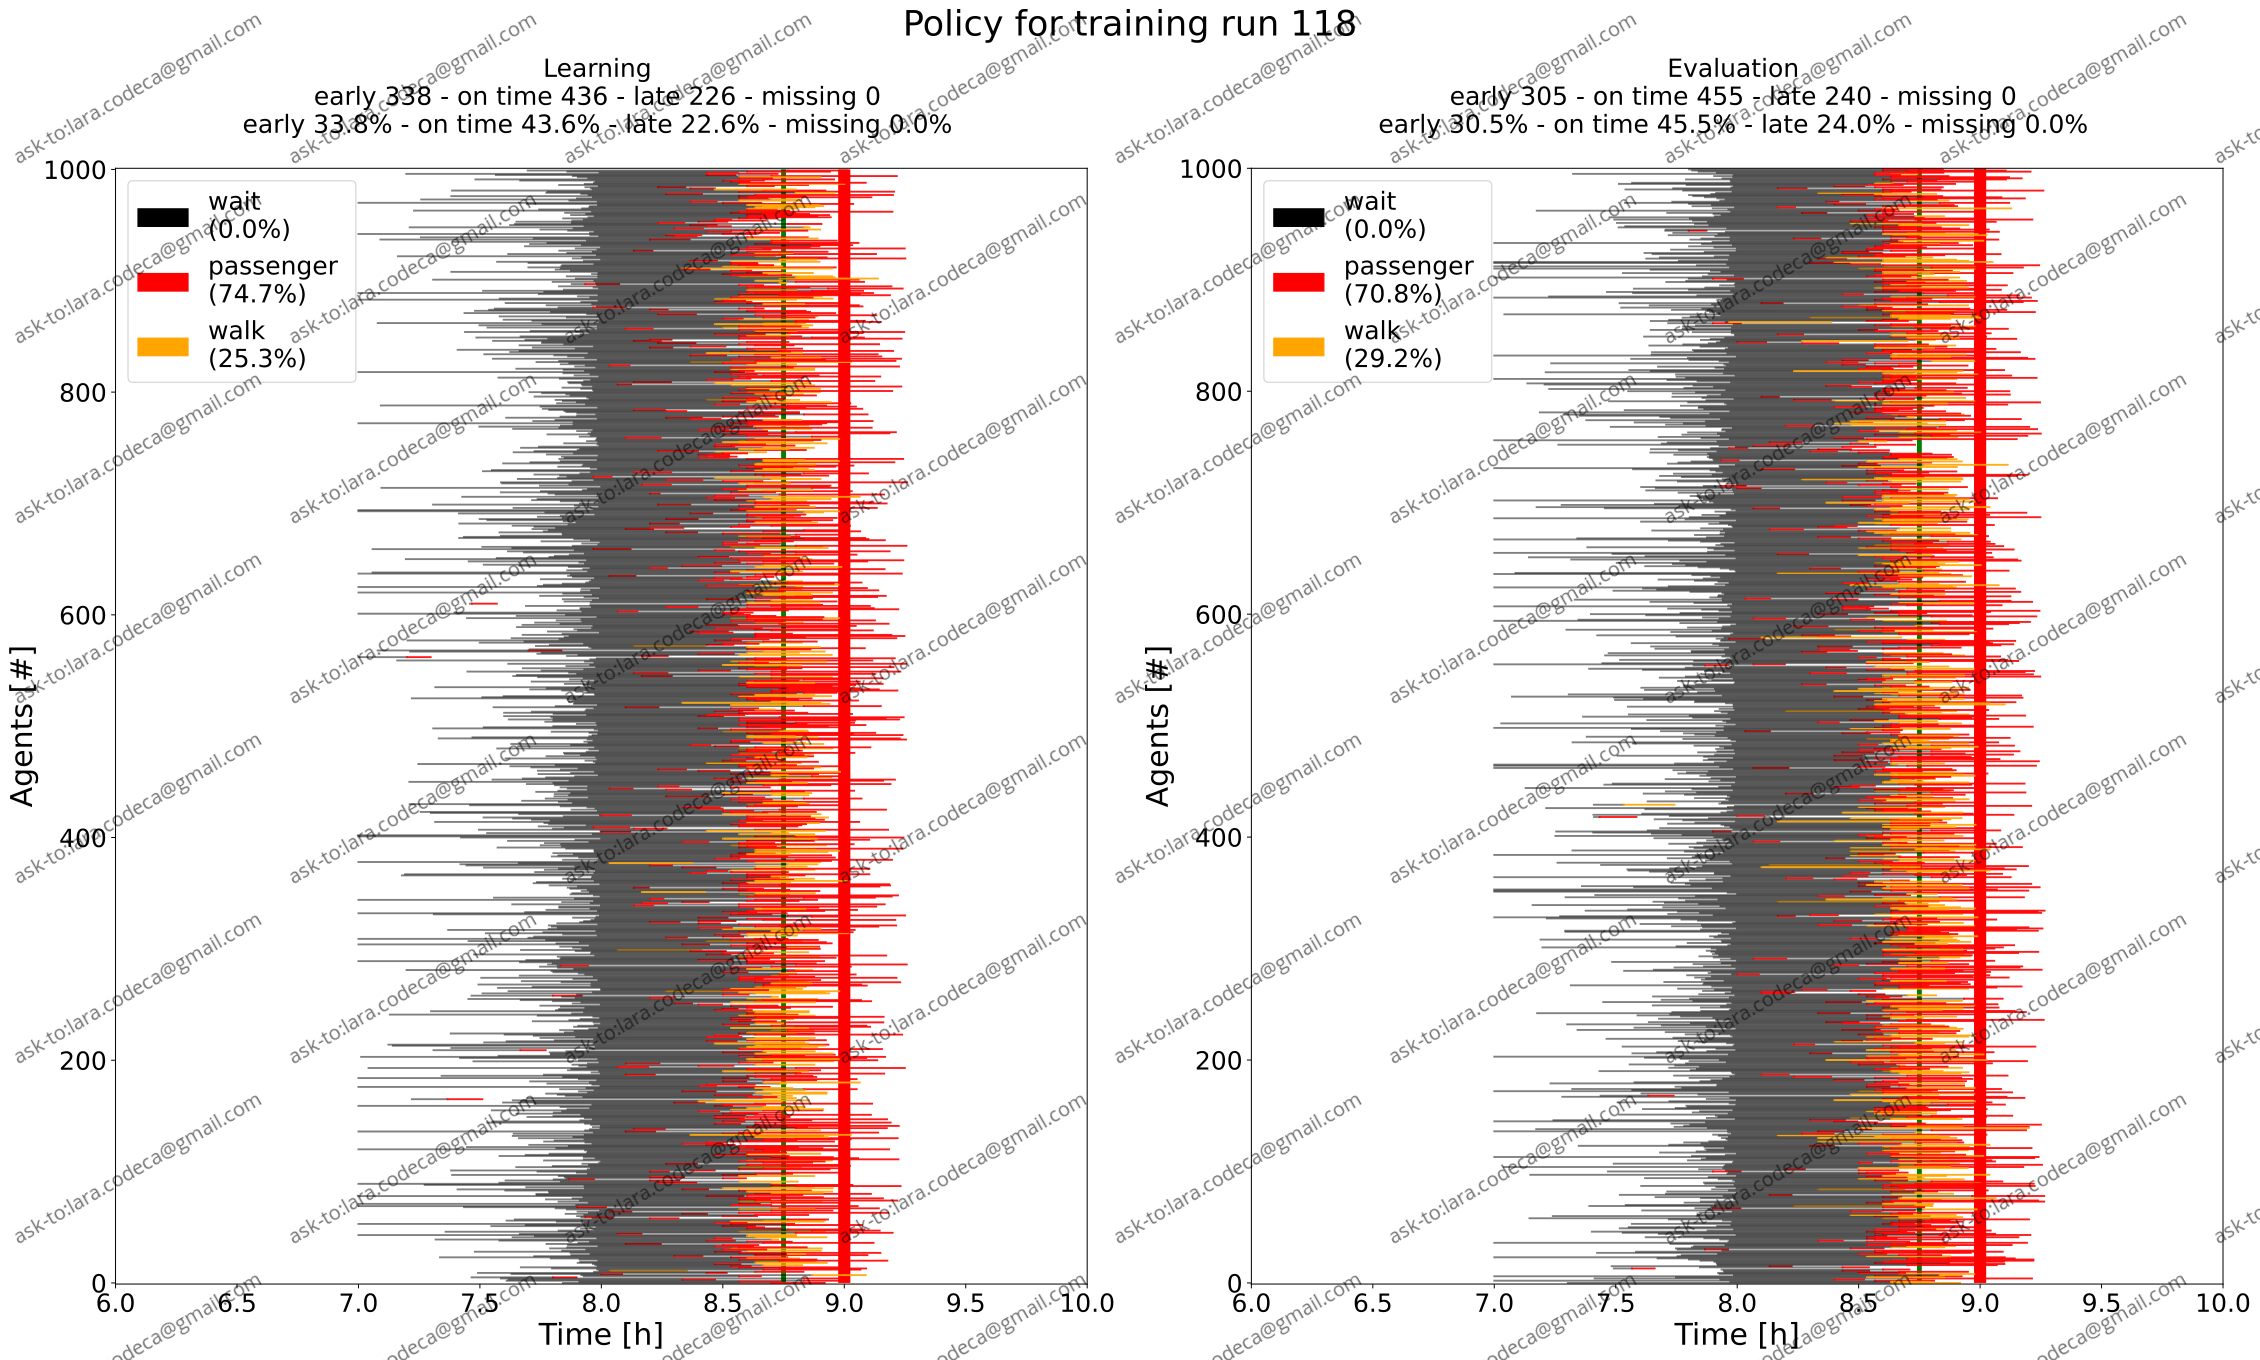 Policy for training run 118
Learning
early 338 - on time 436 - late 226 - missing 0
early 33.8% - on time 43.6% - late 22.6% - missing 0.0%
Evaluation
early 305 - on time 455 - late 240 - missing 0
early 30.5% - on time 45.5% - late 24.0% - missing 0.0%
wait
(0.0%)
passenger
(74.7%)
walk
(25.3%)
1000
800
600
400
200
0
Agents [#]
6.0 6.5 7.0 7.5 8.0 8.5 9.0 9.5 10.0
Time [h]
wait
(0.0%)
passenger
(70.8%)
walk
(29.2%)
1000
800
600
400
200
0
Agents [#]
6.0 6.5 7.0 7.5 8.0 8.5 9.0 9.5 10.0
Time [h]
ask-to:lara.codeca@gmail.com